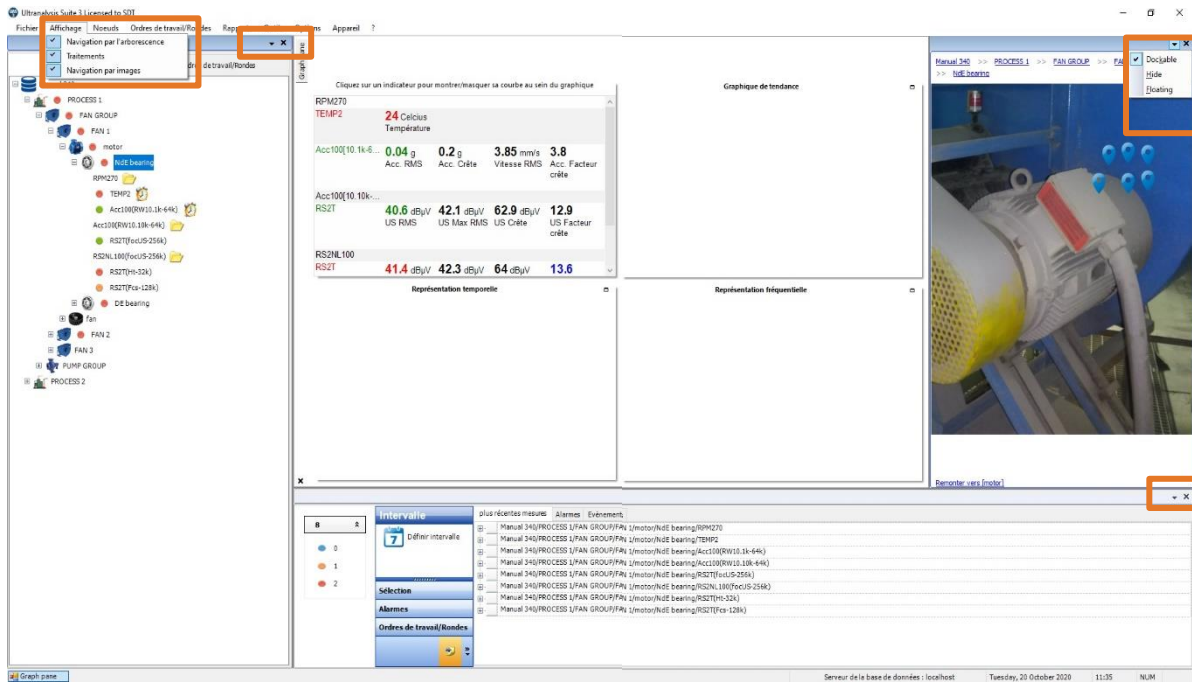 Ultranalysis Suite 3 Licensed to SDT
Fichier Affichage Noeuds Ordres de travail/Rondes Options Appareil ?
Navigation par l'arborescence
Traitements
Navigation par images
de travail/Rondes
PROCESS 1
FAN GROUP
FAN 1
motor
NdE bearing
RPM270
TEMP2
Acc100(RW10.1k-64k)
Acc100(RW10.10k-64k)
RS2T(focUS-256k)
RS2NL100(focUS-256k)
RS2T(Ht-32k)
RS2T(Fcs-128k)
DE bearing
fan
FAN 2
FAN 3
PUMP GROUP
PROCESS 2
Graph pane
Cliquez sur un indicateur pour montrer/masquer sa courbe au sein du graphique
RPM270
TEMP2 24 Celcius
Température
Acc100[10.1k-6... 0.04 g 0.2 g 3.85 mm/s 3.8
Acc. RMS Acc. Crête Vitesse RMS Acc. Facteur
crête
Acc100[10.10k-...
RS2T 40.6 dBµV 42.1 dBµV 62.9 dBµV 12.9
US RMS US Max RMS US Crête US Facteur
crête
RS2NL100
RS2T 41.4 dBµV 42.3 dBµV 64 dBµV 13.6
Graphique de tendance
Représentation temporelle
Représentation fréquentielle
Manual 340 >> PROCESS 1 >> FAN GROUP >>
>> NdE bearing
Dockable
Hide
Floating
Remonter vers [motor]
B
0
1
2
Intervalle
7 Définir intervalle
Sélection
Alarmes
Ordres de travail/Rondes
plus récentes mesures Alarmes Evènement
Manual 340/PROCESS 1/FAN GROUP/FAN 1/motor/NdE bearing/RPM270
Manual 340/PROCESS 1/FAN GROUP/FAN 1/motor/NdE bearing/TEMP2
Manual 340/PROCESS 1/FAN GROUP/FAN 1/motor/NdE bearing/Acc100(RW10.1k-64k)
Manual 340/PROCESS 1/FAN GROUP/FAN 1/motor/NdE bearing/Acc100(RW10.10k-64k)
Manual 340/PROCESS 1/FAN GROUP/FAN 1/motor/NdE bearing/RS2T(focUS-256k)
Manual 340/PROCESS 1/FAN GROUP/FAN 1/motor/NdE bearing/RS2NL100(focUS-256k)
Manual 340/PROCESS 1/FAN GROUP/FAN 1/motor/NdE bearing/RS2T(Ht-32k)
Manual 340/PROCESS 1/FAN GROUP/FAN 1/motor/NdE bearing/RS2T(Fcs-128k)
Graph pane
Serveur de la base de données : localhost Tuesday, 20 October 2020 11:35 NUM